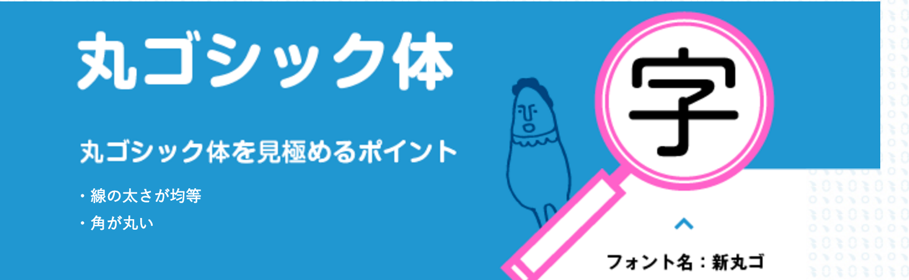 丸ゴシック体
丸ゴシック体を見極めるポイント
・線の太さが均等
・角が丸い
字
フォント名：新丸ゴ